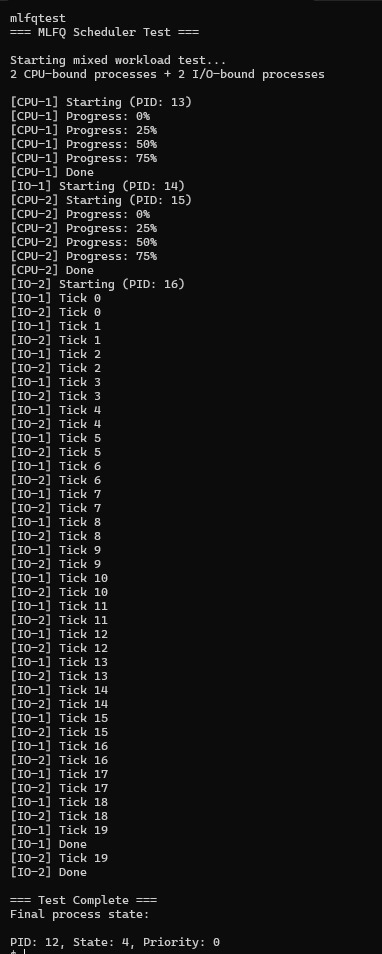 mlfqtest
=== MLFQ Scheduler Test ===
Starting mixed workload test...
2 CPU-bound processes + 2 I/O-bound processes
[CPU-1] Starting (PID: 13)
[CPU-1] Progress: 0%
[CPU-1] Progress: 25%
[CPU-1] Progress: 50%
[CPU-1] Progress: 75%
[CPU-1] Done
[IO-1] Starting (PID: 14)
[CPU-2] Starting (PID: 15)
[CPU-2] Progress: 0%
[CPU-2] Progress: 25%
[CPU-2] Progress: 50%
[CPU-2] Progress: 75%
[CPU-2] Done
[IO-2] Starting (PID: 16)
[IO-1] Tick 0
[IO-2] Tick 0
[IO-1] Tick 1
[IO-2] Tick 1
[IO-1] Tick 2
[IO-2] Tick 2
[IO-1] Tick 3
[IO-2] Tick 3
[IO-1] Tick 4
[IO-2] Tick 4
[IO-1] Tick 5
[IO-2] Tick 5
[IO-1] Tick 6
[IO-2] Tick 6
[IO-1] Tick 7
[IO-2] Tick 7
[IO-1] Tick 8
[IO-2] Tick 8
[IO-1] Tick 9
[IO-2] Tick 9
[IO-1] Tick 10
[IO-2] Tick 10
[IO-1] Tick 11
[IO-2] Tick 11
[IO-1] Tick 12
[IO-2] Tick 12
[IO-1] Tick 13
[IO-2] Tick 13
[IO-1] Tick 14
[IO-2] Tick 14
[IO-1] Tick 15
[IO-2] Tick 15
[IO-1] Tick 16
[IO-2] Tick 16
[IO-1] Tick 17
[IO-2] Tick 17
[IO-1] Tick 18
[IO-2] Tick 18
[IO-1] Tick 19
[IO-1] Done
[IO-2] Tick 19
[IO-2] Done
=== Test Complete ===
Final process state:
PID: 12, State: 4, Priority: 0
$